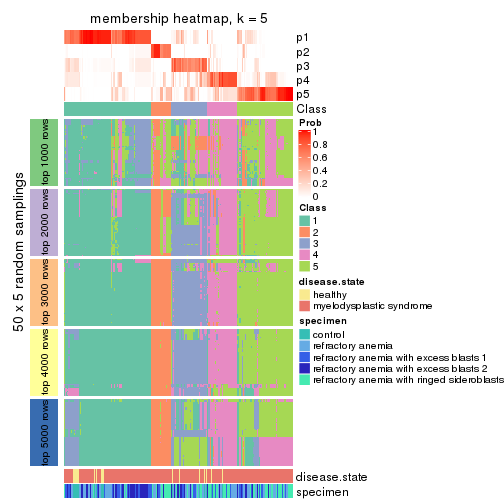 membership heatmap, k = 5
p1
p2
p3
p4
p5
Class
50 x 5 random samplings
top 1000 rows
top 2000 rows
top 3000 rows
top 4000 rows
top 5000 rows
Prob
1
0.8
0.6
0.4
0.2
0
Class
1
2
3
4
5
disease.state
healthy
myelodysplastic syndrome
specimen
control
refractory anemia
refractory anemia with excess blasts 1
refractory anemia with excess blasts 2
refractory anemia with ringed sideroblasts
disease.state
specimen